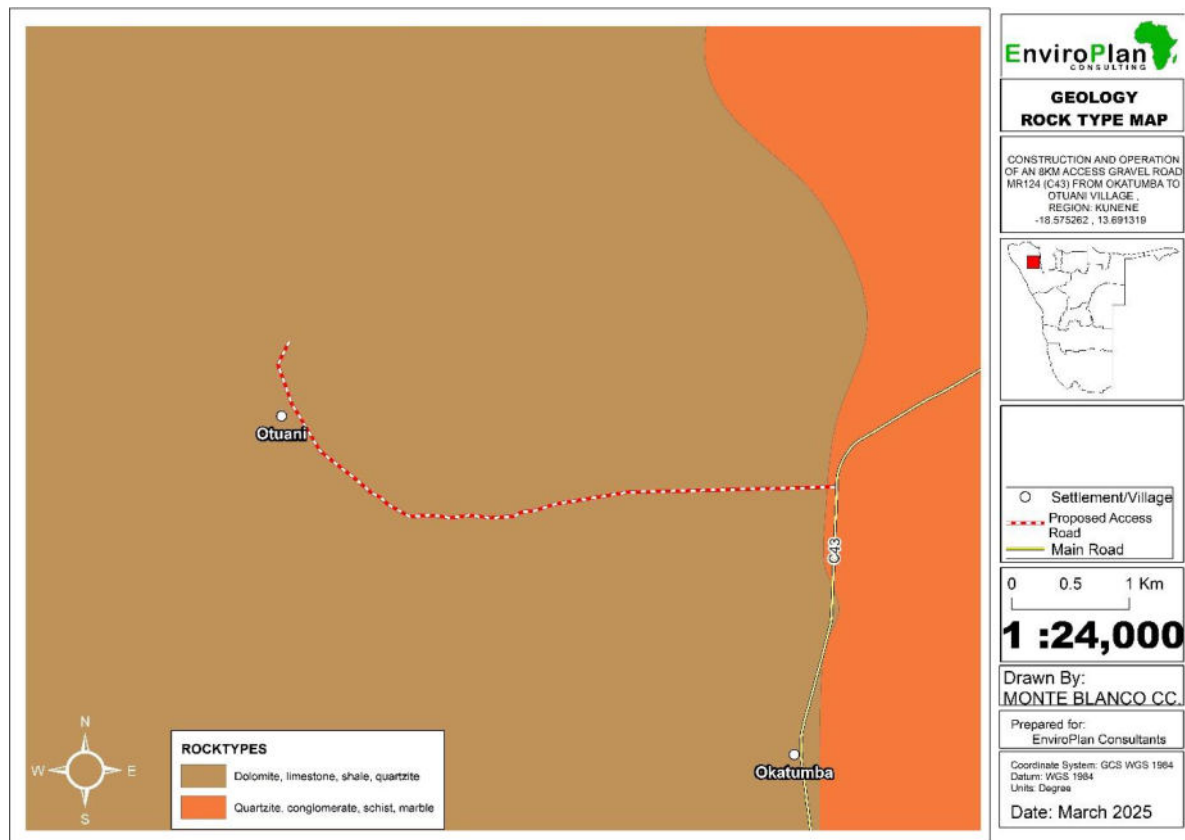 Otuani
C43
Okatumba
N
W
E
S
ROCKTYPES
Dolomite, limestone, shale, quartzite
Quartzite, conglomerate, schist, marble
EnviroPlan
CONSULTING
GEOLOGY
ROCK TYPE MAP
CONSTRUCTION AND OPERATION
OF AN 8KM ACCESS GRAVEL ROAD
MR124 (C43) FROM OKATUMBA TO
OTUANI VILLAGE ,
REGION: KUNENE
-18.575262 , 13.691319
Settlement/Village
Proposed Access
Road
Main Road
0 0.5 1 Km
1 :24,000
Drawn By:
MONTE BLANCO CC.
Prepared for:
EnviroPlan Consultants
Coordinate System: GCS WGS 1984
Datum: WGS 1984
Units: Degree
Date: March 2025